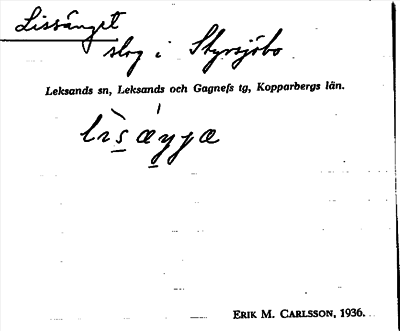 Lissänget
slog i Styrsjöbo
Leksands sn, Leksands och Gagnefs tg, Kopparbergs län.
ERIK M. CARLSSON, 1936.